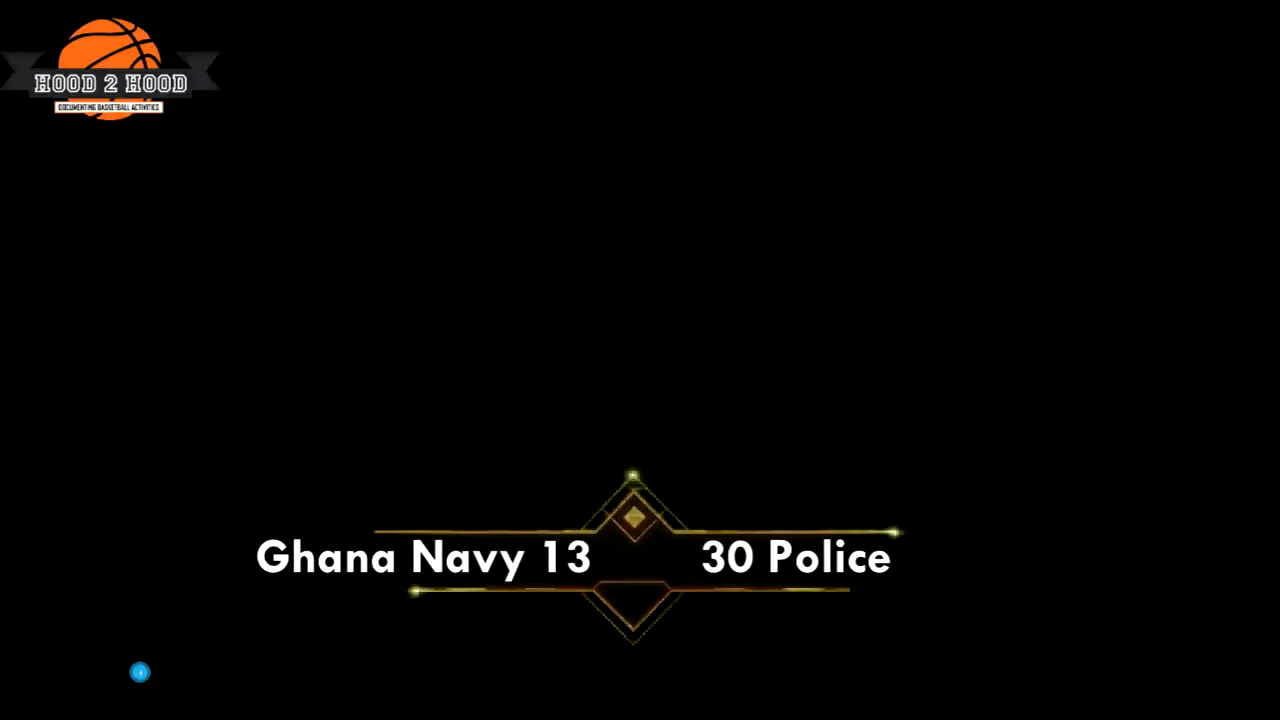 HOOD 2 HOOD
DOCUMENTING BASKETBALL ACTIVITIES
Ghana Navy 13 30 Police